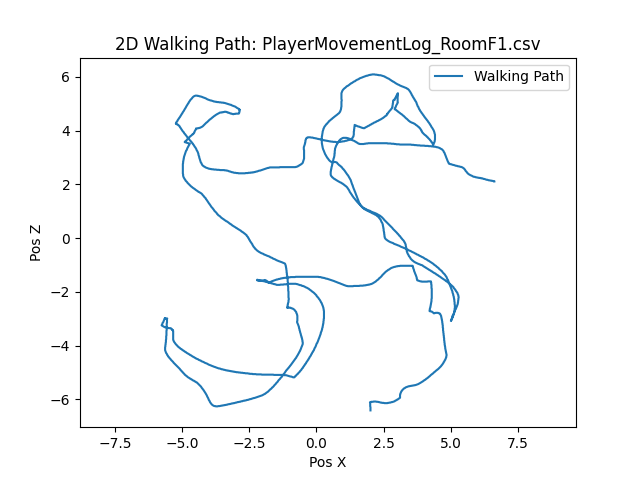 2D Walking Path: PlayerMovementLog_RoomF1.csv
Walking Path
Pos Z
6
4
2
0
−2
−4
−6
−7.5 −5.0 −2.5 0.0 2.5 5.0 7.5
Pos X